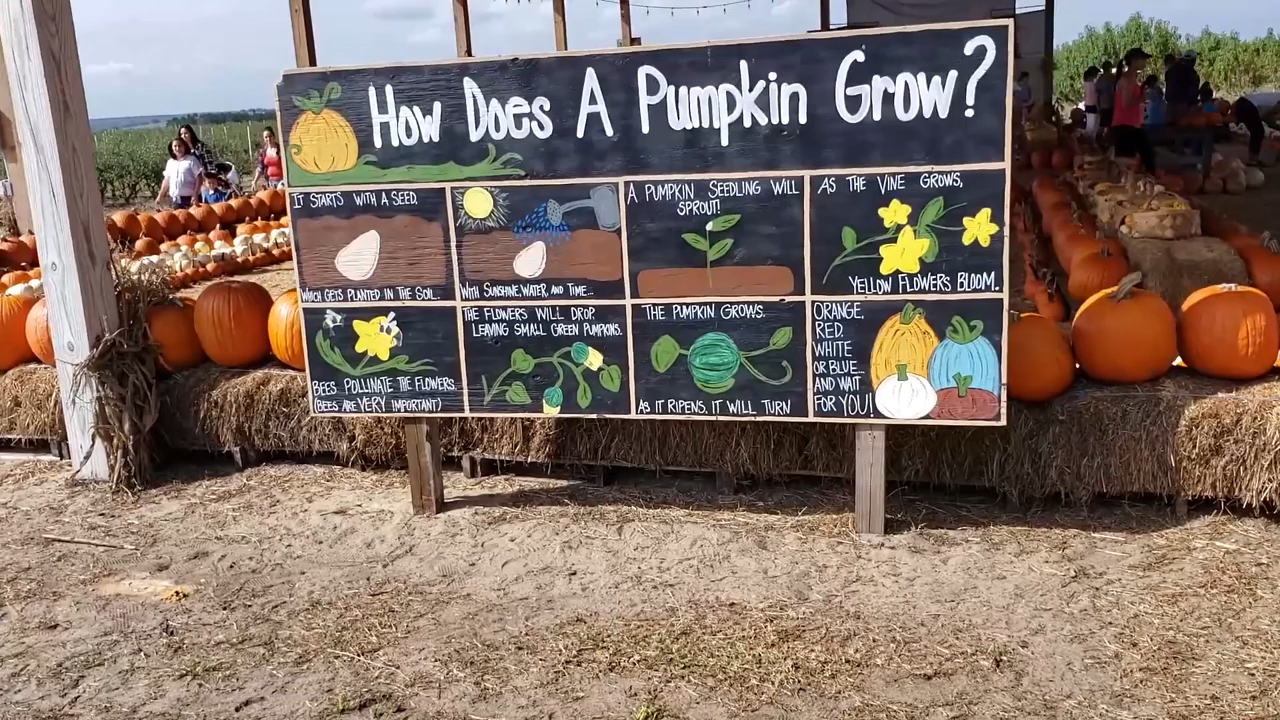 How Does A Pumpkin Grow?
IT STARTS WITH A SEED,
WHICH GETS PLANTED IN THE SOIL.
WITH SUNSHINE, WATER, AND TIME...
A PUMPKIN SEEDLING WILL
SPROUT!
AS THE VINE GROWS,
YELLOW FLOWERS BLOOM.
BEES POLLINATE THE FLOWERS.
(BEES ARE VERY IMPORTANT)
THE FLOWERS WILL DROP,
LEAVING SMALL GREEN PUMPKINS.
THE PUMPKIN GROWS.
AS IT RIPENS, IT WILL TURN
ORANGE,
RED,
WHITE
OR BLUE...
AND WAIT
FOR YOU!